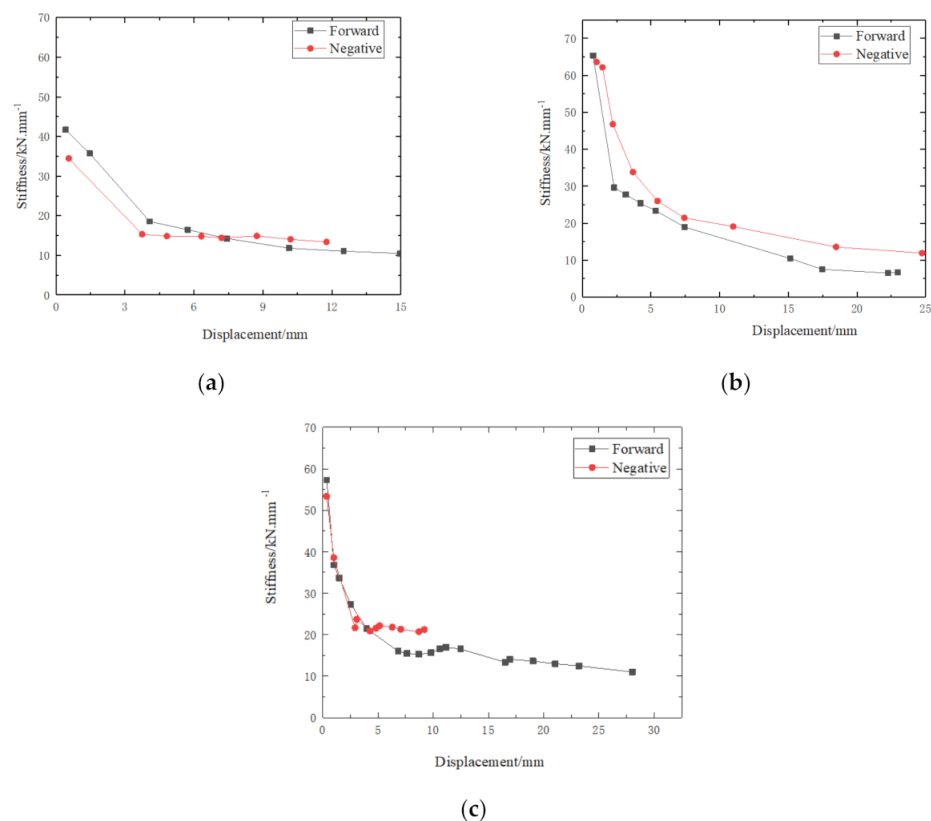 70
60
50
40
30
20
10
0
Stiffness/kN.mm-1
Forward
Negative
0 3 6 9 12 15
Displacement/mm
(a)
70
60
50
40
30
20
10
0
Stiffness/kN.mm-1
Forward
Negative
0 5 10 15 20 25
Displacement/mm
(b)
70
60
50
40
30
20
10
0
Stiffness/kN.mm-1
Forward
Negative
0 5 10 15 20 25 30
Displacement/mm
(c)